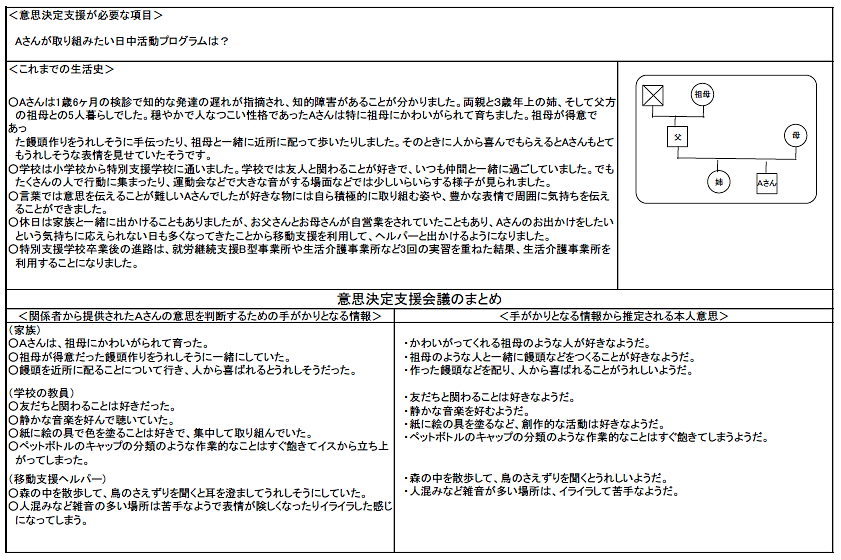 ＜意思決定支援が必要な項目＞
Aさんが取り組みたい日中活動プログラムは？
＜これまでの生活史＞
○Aさんは1歳6ヶ月の検診で知的な発達の遅れが指摘され、知的障害があることが分かりました。両親と3歳年上の姉、そして父方
の祖母との5人暮らしでした。穏やかで人なつこい性格であったAさんは特に祖母にかわいがられて育ちました。祖母が得意で
あっ
た饅頭作りをうれしそうに手伝ったり、祖母と一緒に近所に配って歩いたりしました。そのときに人から喜んでもらえるとAさんもとて
もうれしそうな表情を見せていたそうです。
○学校は小学校から特別支援学校に通いました。学校では友人と関わることが好きで、いつも仲間と一緒に過ごしていました。でも
たくさんの人で行動に集まったり、運動会などで大きな音がする場面などでは少しいらいらする様子が見られました。
○言葉では意思を伝えることが難しいAさんでしたが好きな物には自ら積極的に取り組む姿や、豊かな表情で周囲に気持ちを伝え
ることができました。
○休日は家族と一緒に出かけることもありましたが、お父さんとお母さんが自営業をされていたこともあり、Aさんのお出かけをしたい
という気持ちに応えられない日も多くなってきたことから移動支援を利用して、ヘルパーと出かけるようになりました。
○特別支援学校卒業後の進路は、就労継続支援B型事業所や生活介護事業所など3回の実習を重ねた結果、生活介護事業所を
利用することになりました。
祖母
父
母
姉
Aさん
意思決定支援会議のまとめ
＜関係者から提供されたAさんの意思を判断するための手がかりとなる情報＞
＜手がかりとなる情報から推定される本人意思＞
（家族）
○Aさんは、祖母にかわいがられて育った。
○祖母が得意だった饅頭作りをうれしそうに一緒にしていた。
○饅頭を近所に配ることについて行き、人から喜ばれるとうれしそうだった。
・かわいがってくれる祖母のような人が好きなようだ。
・祖母のような人と一緒に饅頭などをつくることが好きなようだ。
・作った饅頭などを配り、人から喜ばれることがうれしいようだ。
（学校の教員）
○友だちと関わることは好きだった。
○静かな音楽を好んで聴いていた。
○紙に絵の具で色を塗ることは好きで、集中して取り組んでいた。
○ペットボトルのキャップの分類のような作業的なことはすぐ飽きてイスから立ち上
がってしまった。
・友だちと関わることは好きなようだ。
・静かな音楽を好むようだ。
・紙に絵の具を塗るなど、創作的な活動は好きなようだ。
・ペットボトルのキャップの分類のような作業的なことはすぐ飽きてしまうようだ。
（移動支援ヘルパー）
○森の中を散歩して、鳥のさえずりを聞くと耳を澄ましてうれしそうにしていた。
○人混みなど雑音の多い場所は苦手なようで表情が険しくなったりイライラした感じ
になってしまう。
・森の中を散歩して、鳥のさえずりを聞くとうれしいようだ。
・人混みなど雑音が多い場所は、イライラして苦手なようだ。